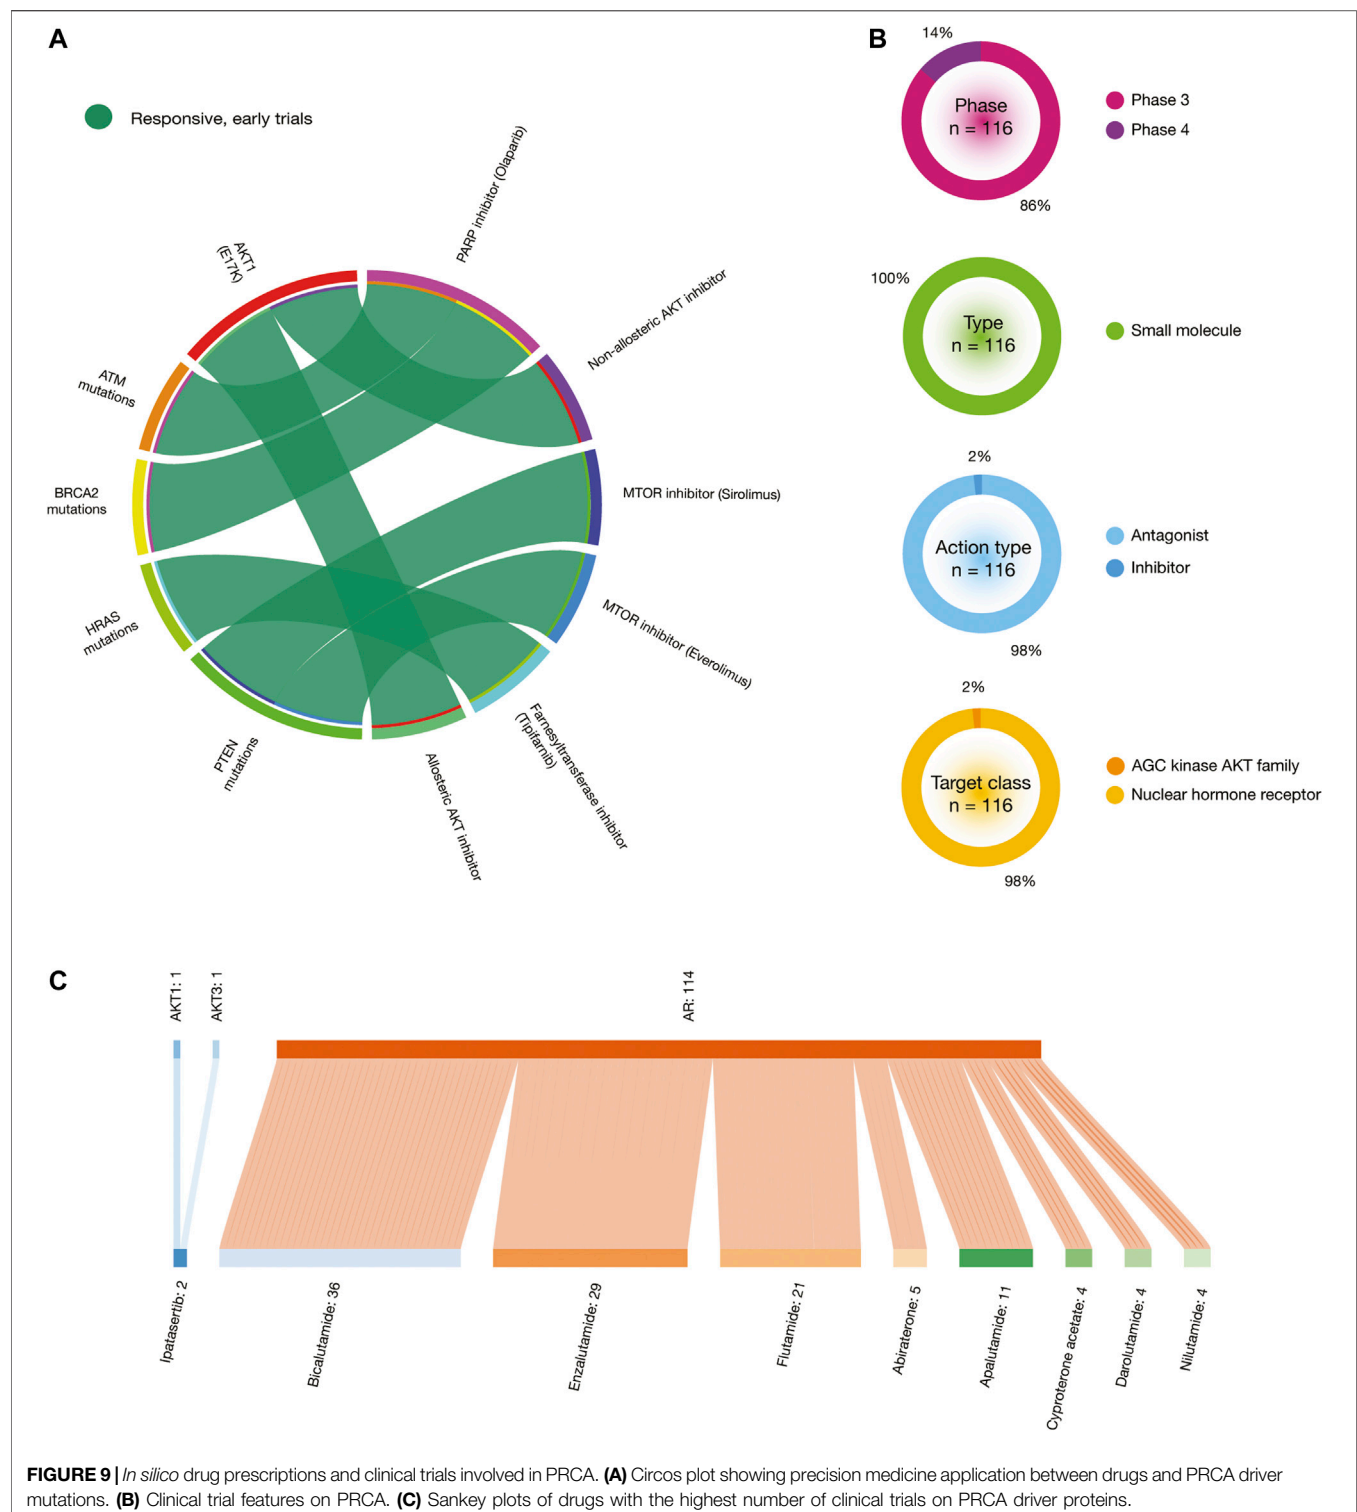 A
Responsive, early trials
AKT1
(E17K)
PARP inhibitor (Olaparib)
Non-allosteric AKT inhibitor
ATM
mutations
BRCA2
mutations
MTOR inhibitor (Sirolimus)
HRAS
mutations
MTOR inhibitor (Everolimus)
PTEN
mutations
Allosteric AKT inhibitor
Farnesyltransferase inhibitor
(Tipifarnib)
B
14%
Phase
n = 116
86%
Phase 3
Phase 4
100%
Type
n = 116
Small molecule
2%
Action type
n = 116
98%
Antagonist
Inhibitor
2%
Target class
n = 116
98%
AGC kinase AKT family
Nuclear hormone receptor
C
AKT1: 1
AKT3: 1
AR: 114
Ipatasertib: 2
Bicalutamide: 36
Enzalutamide: 29
Flutamide: 21
Abiraterone: 5
Apalutamide: 11
Cyproterone acetate: 4
Darolutamide: 4
Nilutamide: 4
FIGURE 9 | In silico drug prescriptions and clinical trials involved in PRCA. (A) Circos plot showing precision medicine application between drugs and PRCA driver
mutations. (B) Clinical trial features on PRCA. (C) Sankey plots of drugs with the highest number of clinical trials on PRCA driver proteins.